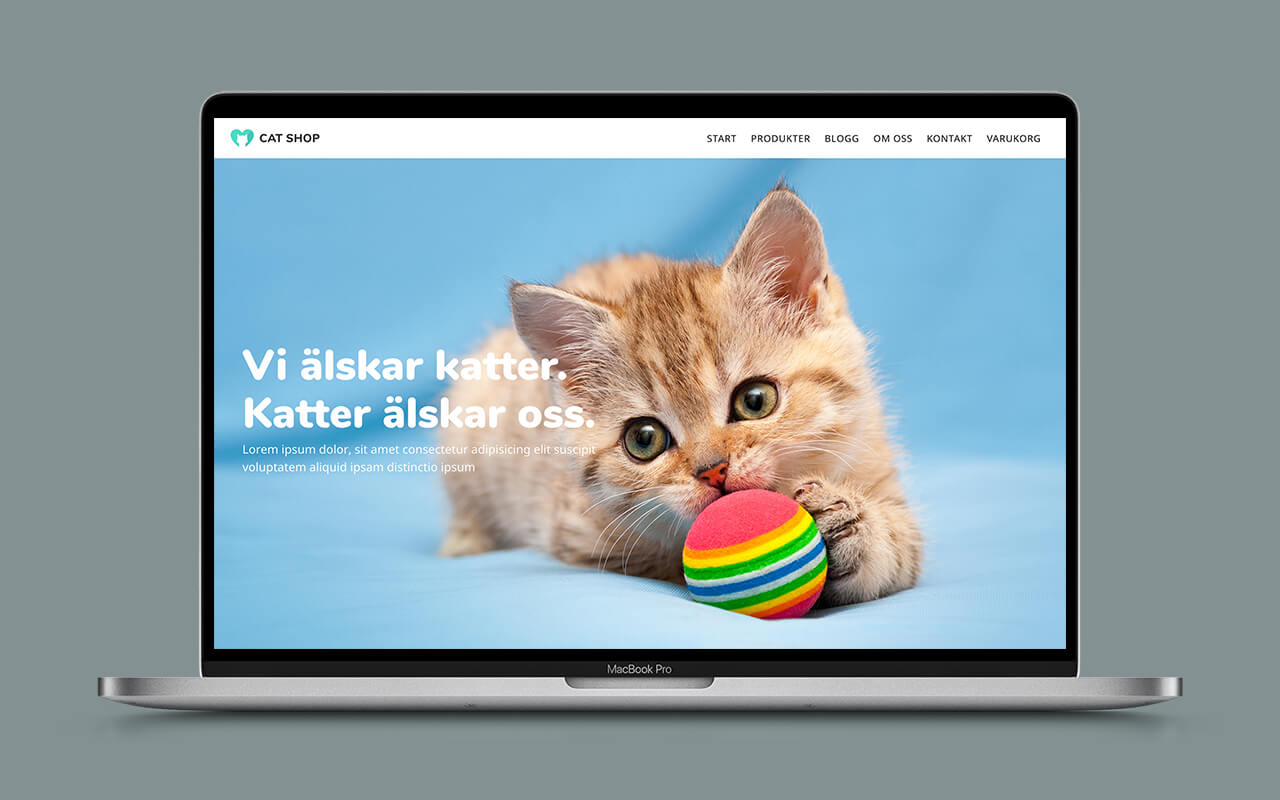 CAT SHOP
START PRODUKTER BLOGG OM OSS KONTAKT VARUKORG
Vi älskar katter.
Katter älskar oss.
Lorem ipsum dolor, sit amet consectetur adipisicing elit suscipit
voluptatem aliquid ipsam distinctio ipsum
MacBook Pro